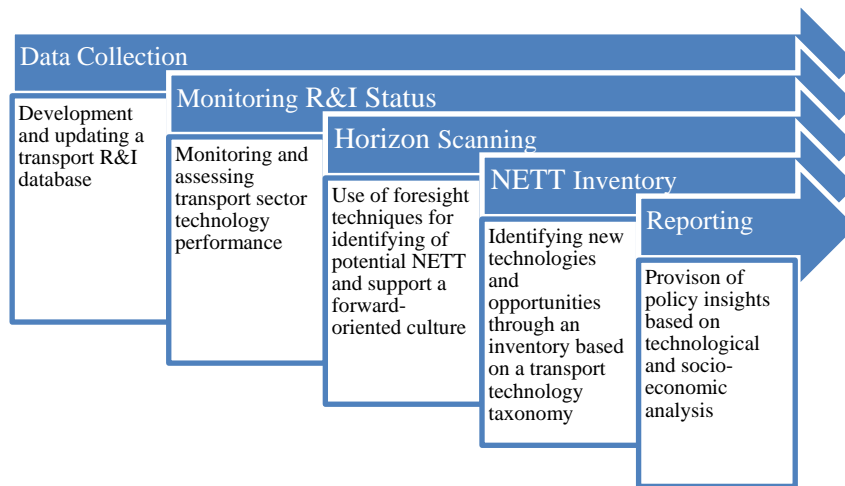 Data Collection
Development
and updating a
transport R&I
database
Monitoring R&I Status
Monitoring and
assessing
transport sector
technology
performance
Horizon Scanning
Use of foresight
techniques for
identifying of
potential NETT
and support a
forward-
oriented culture
NETT Inventory
Identifying new
technologies
and
opportunities
through an
inventory based
on a transport
technology
taxonomy
Reporting
Provison of
policy insights
based on
technological
and socio-
economic
analysis